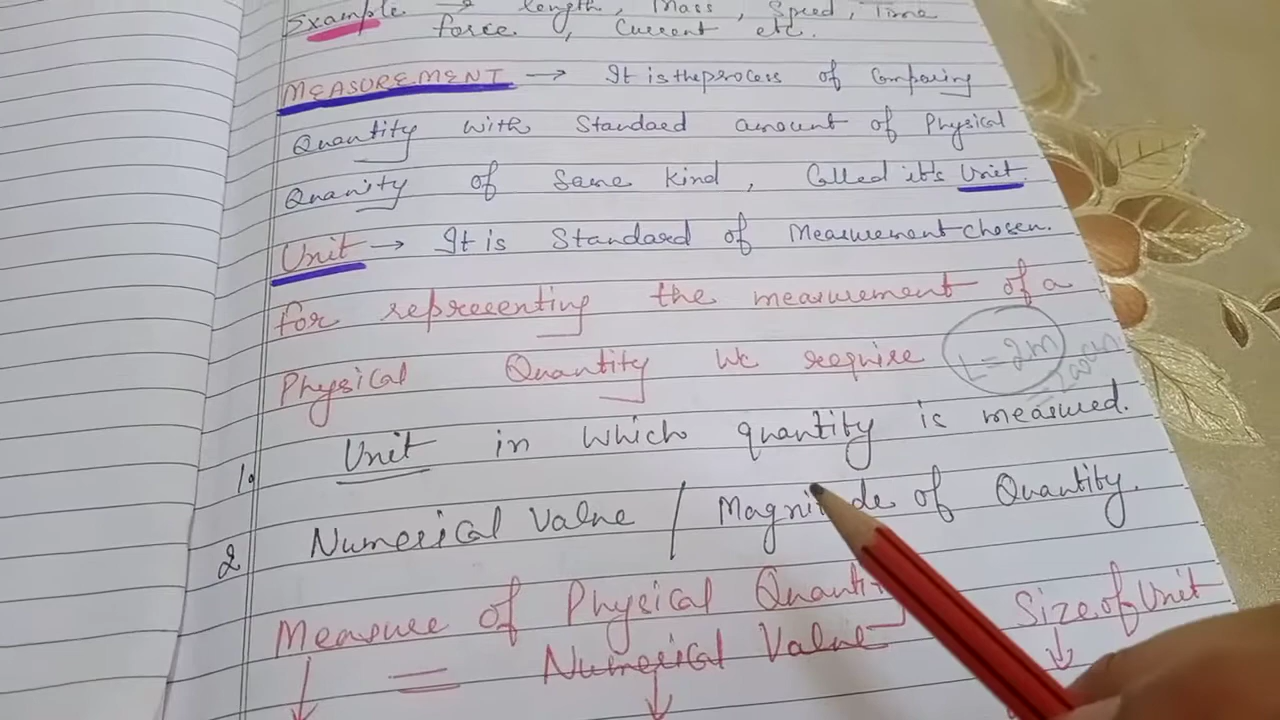 Example → length, Mass, Speed, Time
force, Current etc.
MEASUREMENT → It is the process of Comparing
Quantity with Standard amount of Physical
Quanity of Same kind, Called it's Unit.
Unit → It is Standard of Measurement chosen.
for representing the measurement of a
Physical Quantity We require L = 2m
= 200cm
1. Unit in which quantity is measured.
2 Numerical Value / Magnitude of Quantity.
Measure of Physical Quantity Size of Unit
= Numerical Value